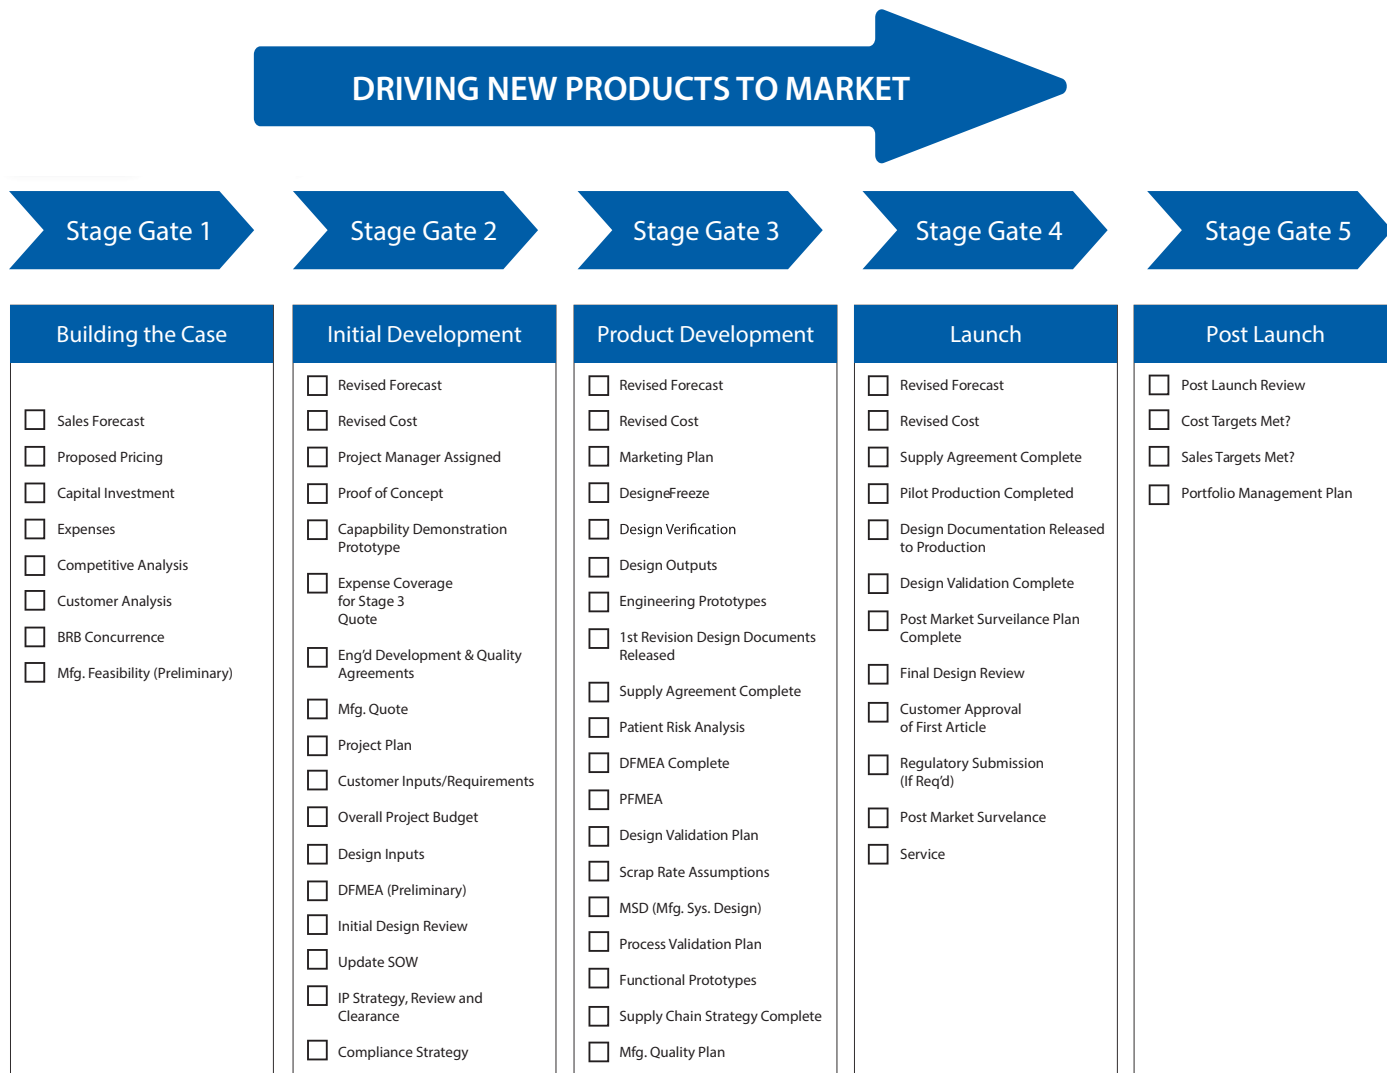 DRIVING NEW PRODUCTS TO MARKET
Stage Gate 1
Stage Gate 2
Stage Gate 3
Stage Gate 4
Stage Gate 5
Building the Case
Sales Forecast
Proposed Pricing
Capital Investment
Expenses
Competitive Analysis
Customer Analysis
BRB Concurrence
Mfg. Feasibility (Preliminary)
Initial Development
Revised Forecast
Revised Cost
Project Manager Assigned
Proof of Concept
Capapbility Demonstration
Prototype
Expense Coverage
for Stage 3
Quote
Eng'd Development & Quality
Agreements
Mfg. Quote
Project Plan
Customer Inputs/Requirements
Overall Project Budget
Design Inputs
DFMEA (Preliminary)
Initial Design Review
Update SOW
IP Strategy, Review and
Clearance
Compliance Strategy
Product Development
Revised Forecast
Revised Cost
Marketing Plan
DesigneFreeze
Design Verification
Design Outputs
Engineering Prototypes
1st Revision Design Documents
Released
Supply Agreement Complete
Patient Risk Analysis
DFMEA Complete
PFMEA
Design Validation Plan
Scrap Rate Assumptions
MSD (Mfg. Sys. Design)
Process Validation Plan
Functional Prototypes
Supply Chain Strategy Complete
Mfg. Quality Plan
Launch
Revised Forecast
Revised Cost
Supply Agreement Complete
Pilot Production Completed
Design Documentation Released
to Production
Design Validation Complete
Post Market Surveilance Plan
Complete
Final Design Review
Customer Approval
of First Article
Regulatory Submission
(If Req'd)
Post Market Survelance
Service
Post Launch
Post Launch Review
Cost Targets Met?
Sales Targets Met?
Portfolio Management Plan